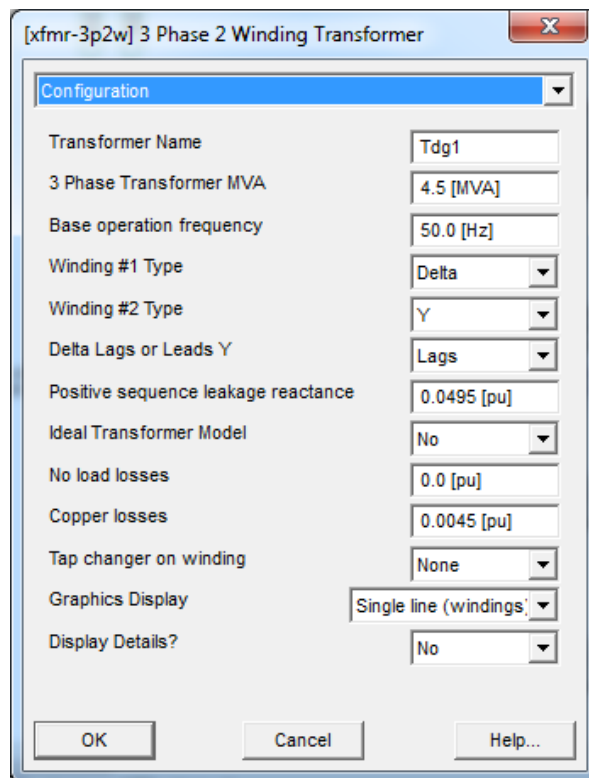 [xfmr-3p2w] 3 Phase 2 Winding Transformer
Configuration
Transformer Name Tdg1
3 Phase Transformer MVA 4.5 [MVA]
Base operation frequency 50.0 [Hz]
Winding #1 Type Delta
Winding #2 Type Y
Delta Lags or Leads Y Lags
Positive sequence leakage reactance 0.0495 [pu]
Ideal Transformer Model No
No load losses 0.0 [pu]
Copper losses 0.0045 [pu]
Tap changer on winding None
Graphics Display Single line (windings)
Display Details? No
OK Cancel Help...